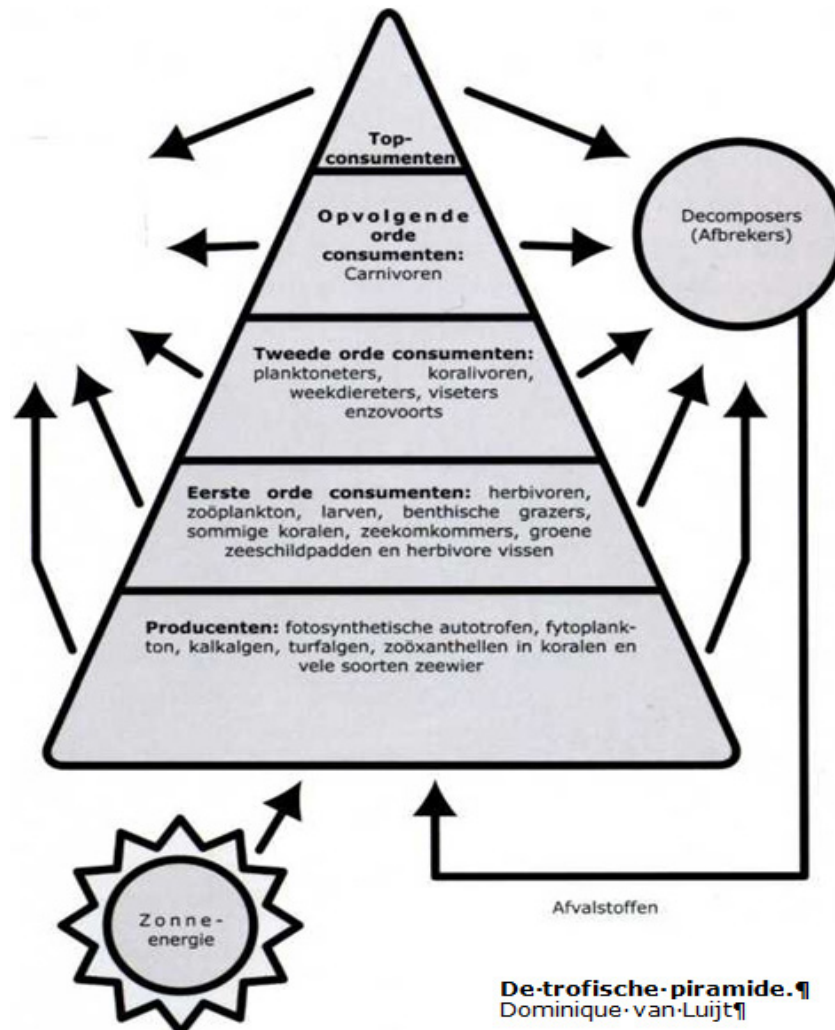 Top-
consumenten
Opvolgende
orde
consumenten:
Carnivoren
Decomposers
(Afbrekers)
Tweede orde consumenten:
planktoneters, koralivoren,
weekdiereters, viseters
enzovoorts
Eerste orde consumenten: herbivoren,
zoöplankton, larven, benthische grazers,
sommige koralen, zeekomkommers, groene
zeeschildpadden en herbivore vissen
Producenten: fotosynthetische autotrofen, fytoplank-
ton, kalkalgen, turfalgen, zoöxanthellen in koralen en
vele soorten zeewier
Zonne-
energie
Afvalstoffen
De·trofische·piramide.¶
Dominique·van·Luijt¶